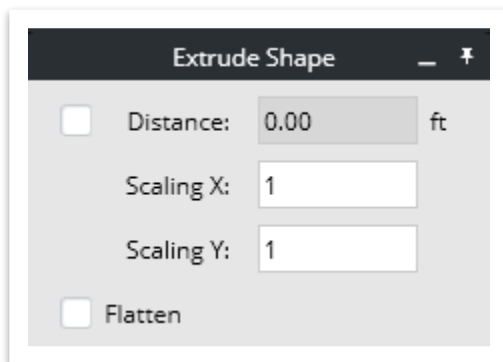 Extrude Shape
Distance: 0.00 ft
Scaling X: 1
Scaling Y: 1
Flatten